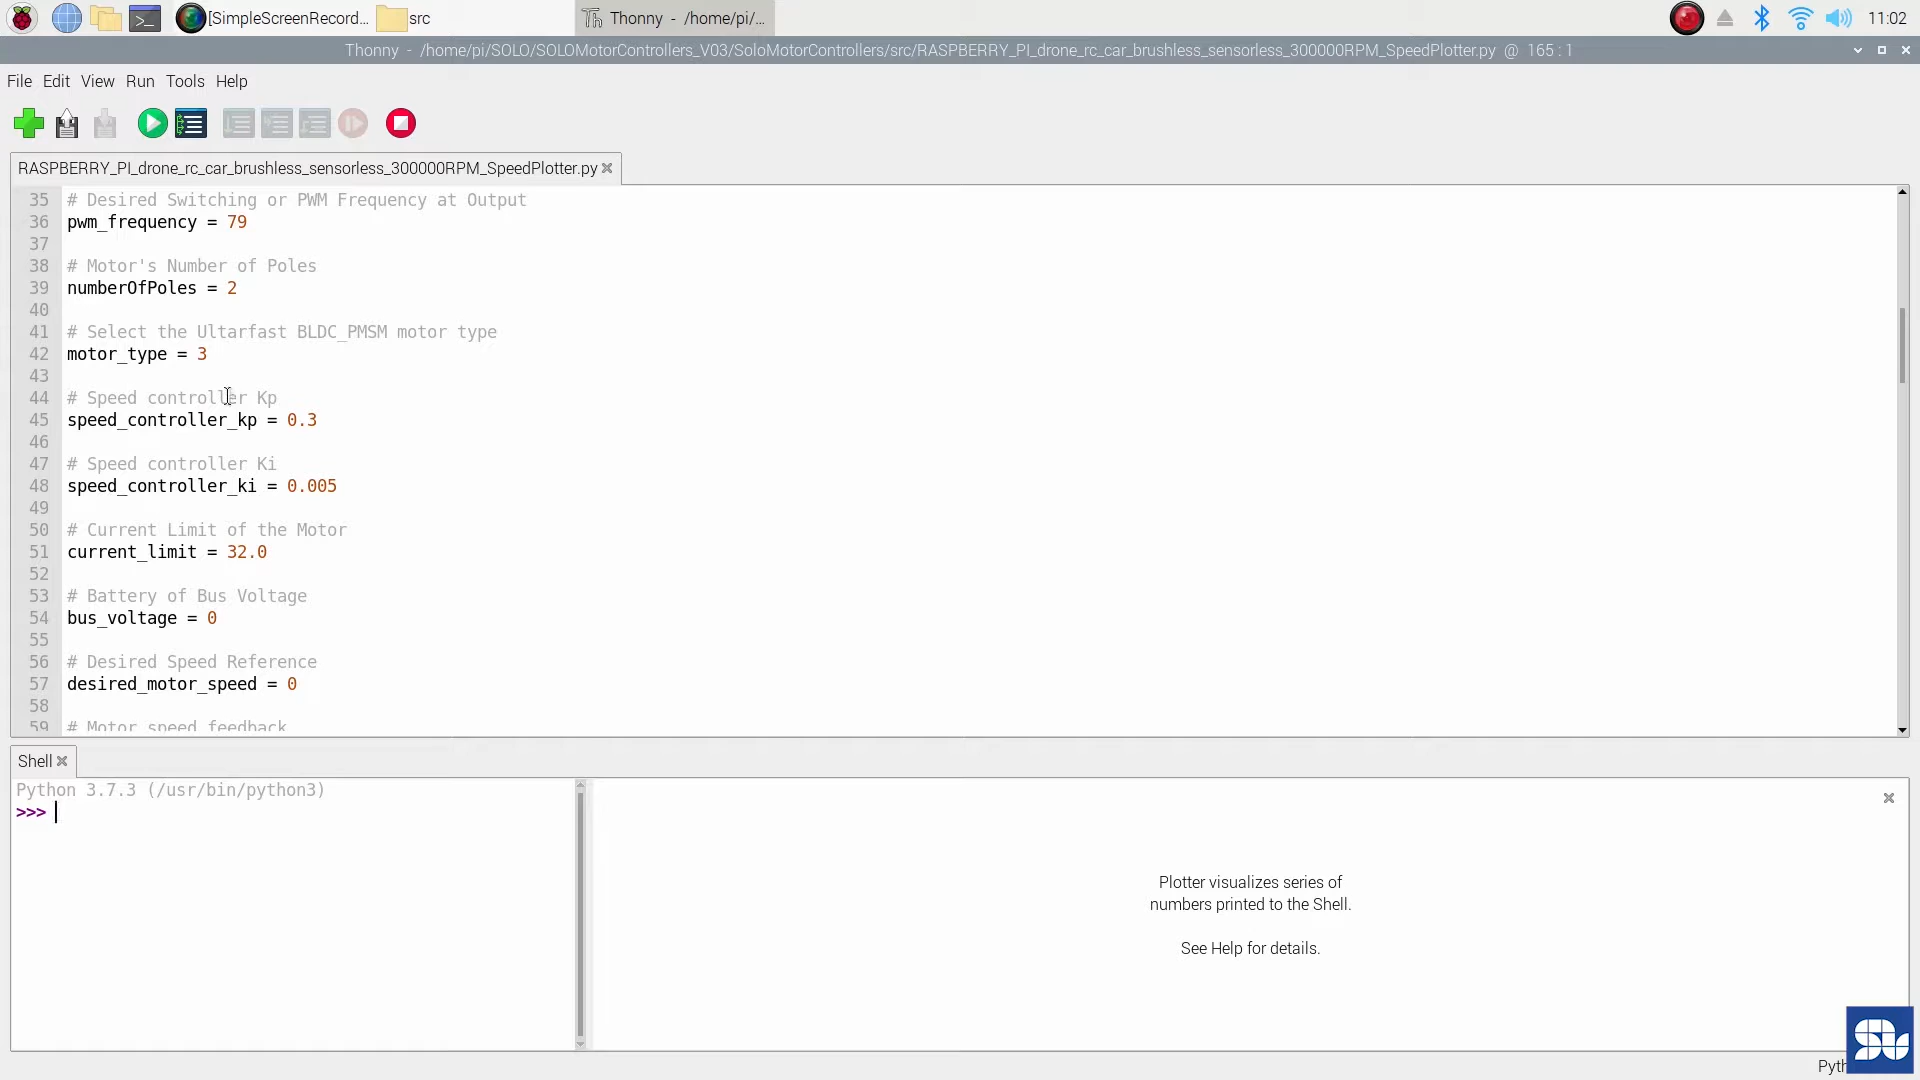 [SimpleScreenRecord...
src
Thonny - /home/pi/...
11:02
Thonny - /home/pi/SOLO/SOLOMotorControllers_V03/SoloMotorControllers/src/RASPBERRY_PI_drone_rc_car_brushless_sensorless_300000RPM_SpeedPlotter.py @ 165 : 1
File Edit View Run Tools Help
RASPBERRY_PI_drone_rc_car_brushless_sensorless_300000RPM_SpeedPlotter.py
35 # Desired Switching or PWM Frequency at Output
36 pwm_frequency = 79
37
38 # Motor's Number of Poles
39 numberOfPoles = 2
40
41 # Select the Ultarfast BLDC_PMSM motor type
42 motor_type = 3
43
44 # Speed controller Kp
45 speed_controller_kp = 0.3
46
47 # Speed controller Ki
48 speed_controller_ki = 0.005
49
50 # Current Limit of the Motor
51 current_limit = 32.0
52
53 # Battery of Bus Voltage
54 bus_voltage = 0
55
56 # Desired Speed Reference
57 desired_motor_speed = 0
58
59 # Motor speed feedback
Shell
Python 3.7.3 (/usr/bin/python3)
>>>
Plotter visualizes series of
numbers printed to the Shell.
See Help for details.